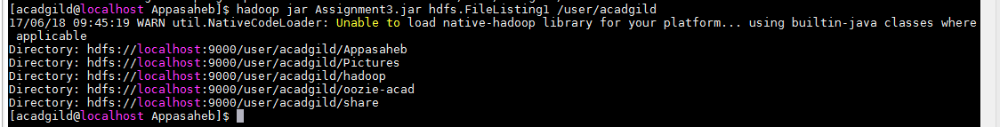 [acadgild@localhost Appasaheb]$ hadoop jar Assignment3.jar hdfs.FileListing1 /user/acadgild
17/06/18 09:45:19 WARN util.NativeCodeLoader: Unable to load native-hadoop library for your platform... using builtin-java classes where
 applicable
Directory: hdfs://localhost:9000/user/acadgild/Appasaheb
Directory: hdfs://localhost:9000/user/acadgild/Pictures
Directory: hdfs://localhost:9000/user/acadgild/hadoop
Directory: hdfs://localhost:9000/user/acadgild/oozie-acad
Directory: hdfs://localhost:9000/user/acadgild/share
[acadgild@localhost Appasaheb]$